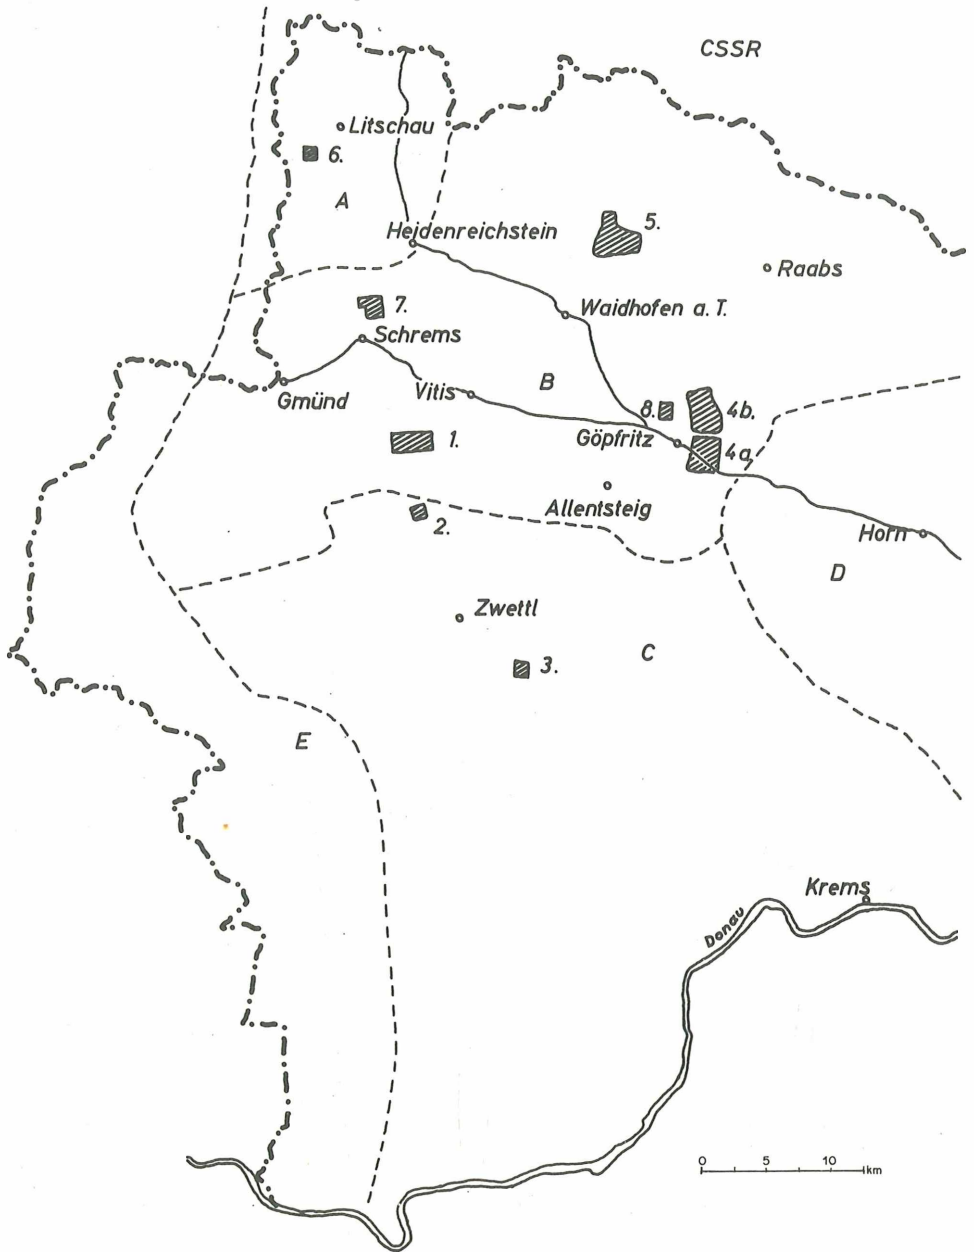 CSSR
Litschau
6.
A
Heidenreichstein
5.
Raabs
7.
Waidhofen a.T.
Schrems
B
Vitis
Gmünd
8.
4b.
Göpfritz
1.
4a
Allentsteig
2.
Horn
D
Zwettl
C
3.
E
Krems
Donau
0 5 10 km